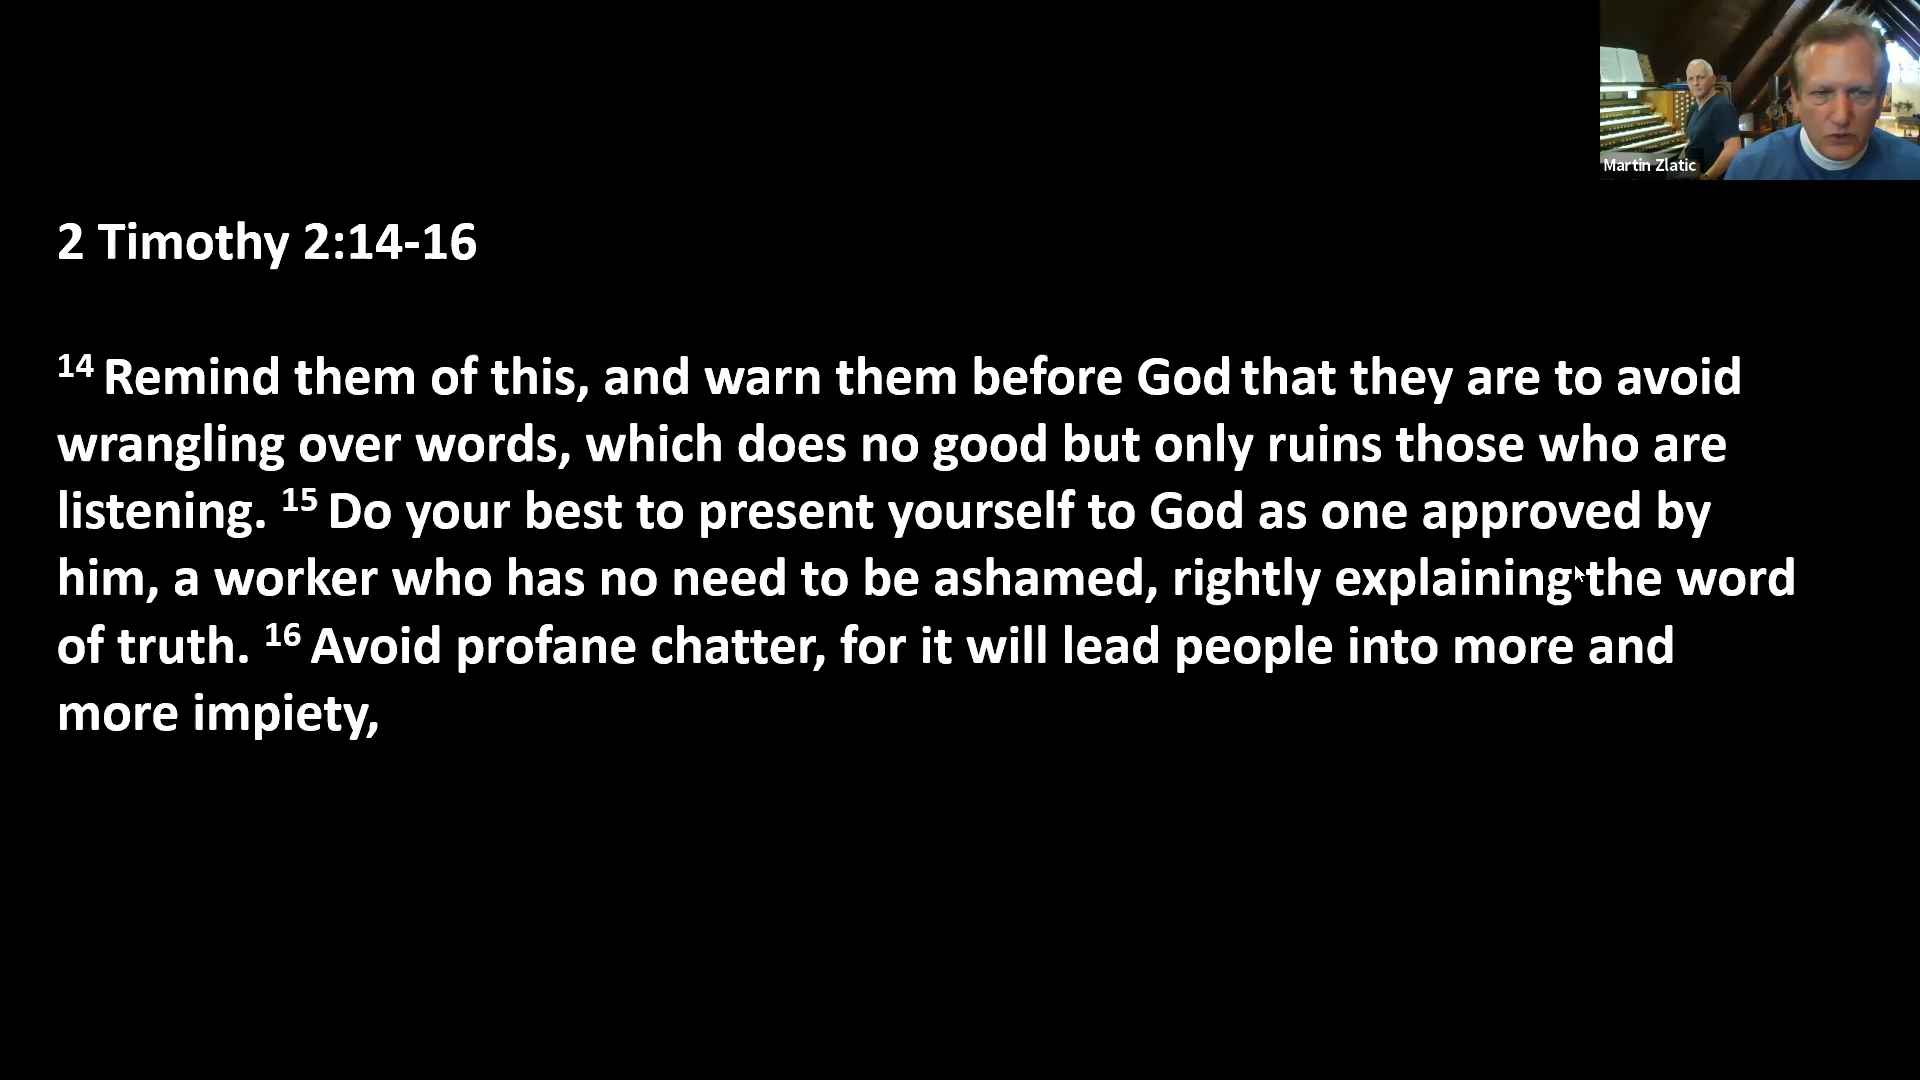 Martin Zlatic
2 Timothy 2:14-16
14 Remind them of this, and warn them before God that they are to avoid
wrangling over words, which does no good but only ruins those who are
listening. 15 Do your best to present yourself to God as one approved by
him, a worker who has no need to be ashamed, rightly explaining the word
of truth. 16 Avoid profane chatter, for it will lead people into more and
more impiety,